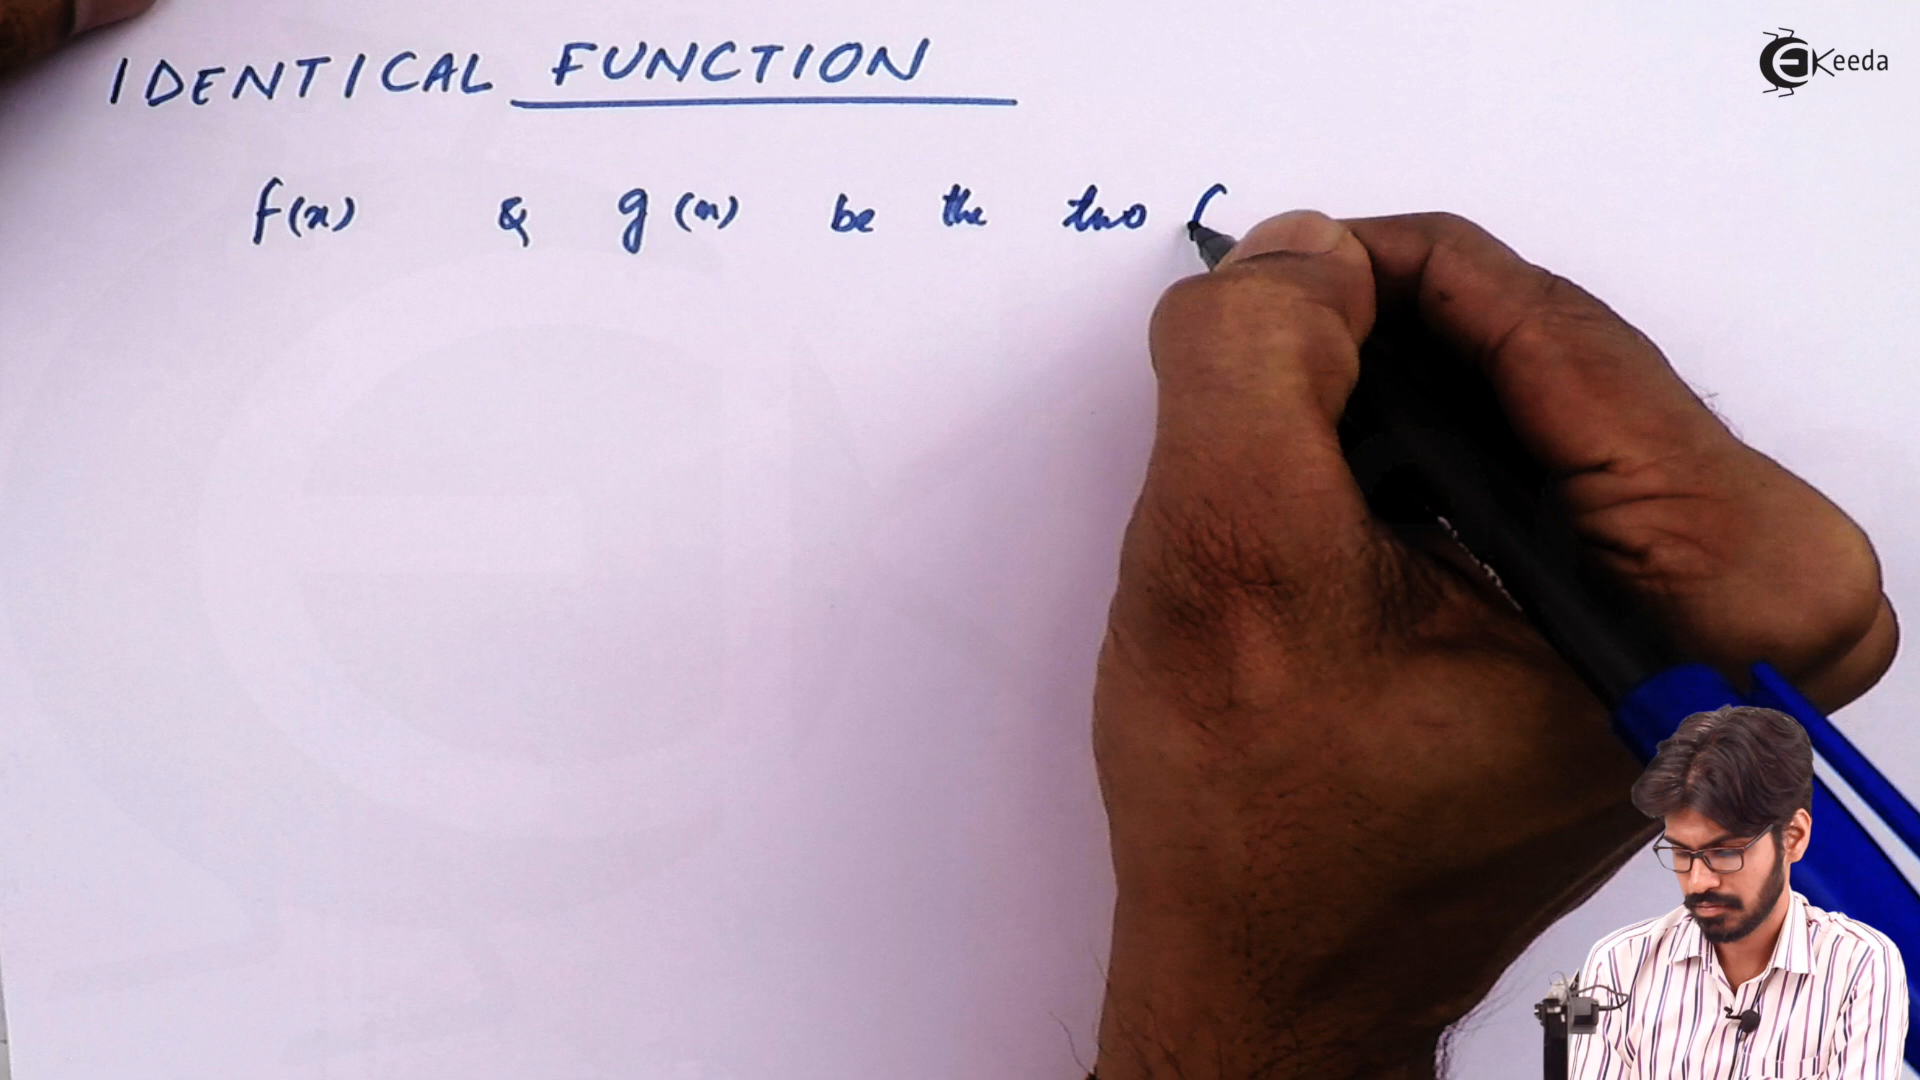 IDENTICAL FUNCTION
Keeda
f(x) & g(x) be the two